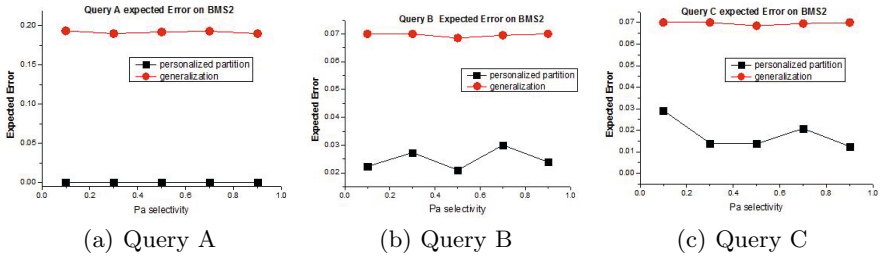 Query A expected Error on BMS2
Expected Error
0.20
0.15
0.10
0.05
0.00
personalized partition
generalization
0.0 0.2 0.4 0.6 0.8 1.0
Pa selectivity
(a) Query A
Query B Expected Error on BMS2
Expected Error
0.07
0.06
0.05
0.04
0.03
0.02
personalized partition
generalization
0.0 0.2 0.4 0.6 0.8 1.0
Pa selectivity
(b) Query B
Query C expected Error on BMS2
Expected Error
0.07
0.06
0.05
0.04
0.03
0.02
0.01
0.00
personalized partition
generalization
0.0 0.2 0.4 0.6 0.8 1.0
Pa selectivity
(c) Query C